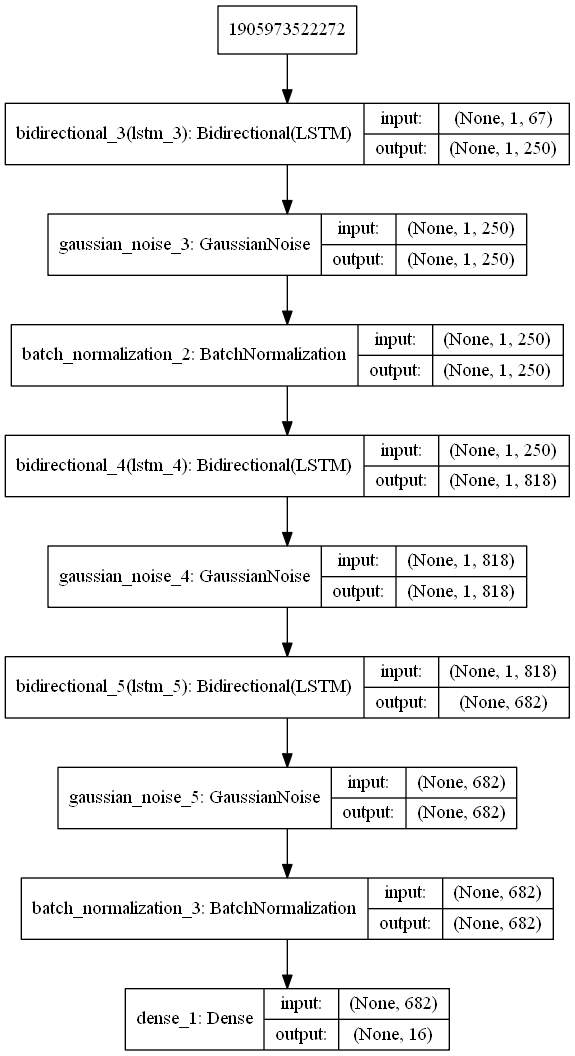 1905973522272
bidirectional_3(lstm_3): Bidirectional(LSTM)
input: (None, 1, 67)
output: (None, 1, 250)
gaussian_noise_3: GaussianNoise
input: (None, 1, 250)
output: (None, 1, 250)
batch_normalization_2: BatchNormalization
input: (None, 1, 250)
output: (None, 1, 250)
bidirectional_4(lstm_4): Bidirectional(LSTM)
input: (None, 1, 250)
output: (None, 1, 818)
gaussian_noise_4: GaussianNoise
input: (None, 1, 818)
output: (None, 1, 818)
bidirectional_5(lstm_5): Bidirectional(LSTM)
input: (None, 1, 818)
output: (None, 682)
gaussian_noise_5: GaussianNoise
input: (None, 682)
output: (None, 682)
batch_normalization_3: BatchNormalization
input: (None, 682)
output: (None, 682)
dense_1: Dense
input: (None, 682)
output: (None, 16)